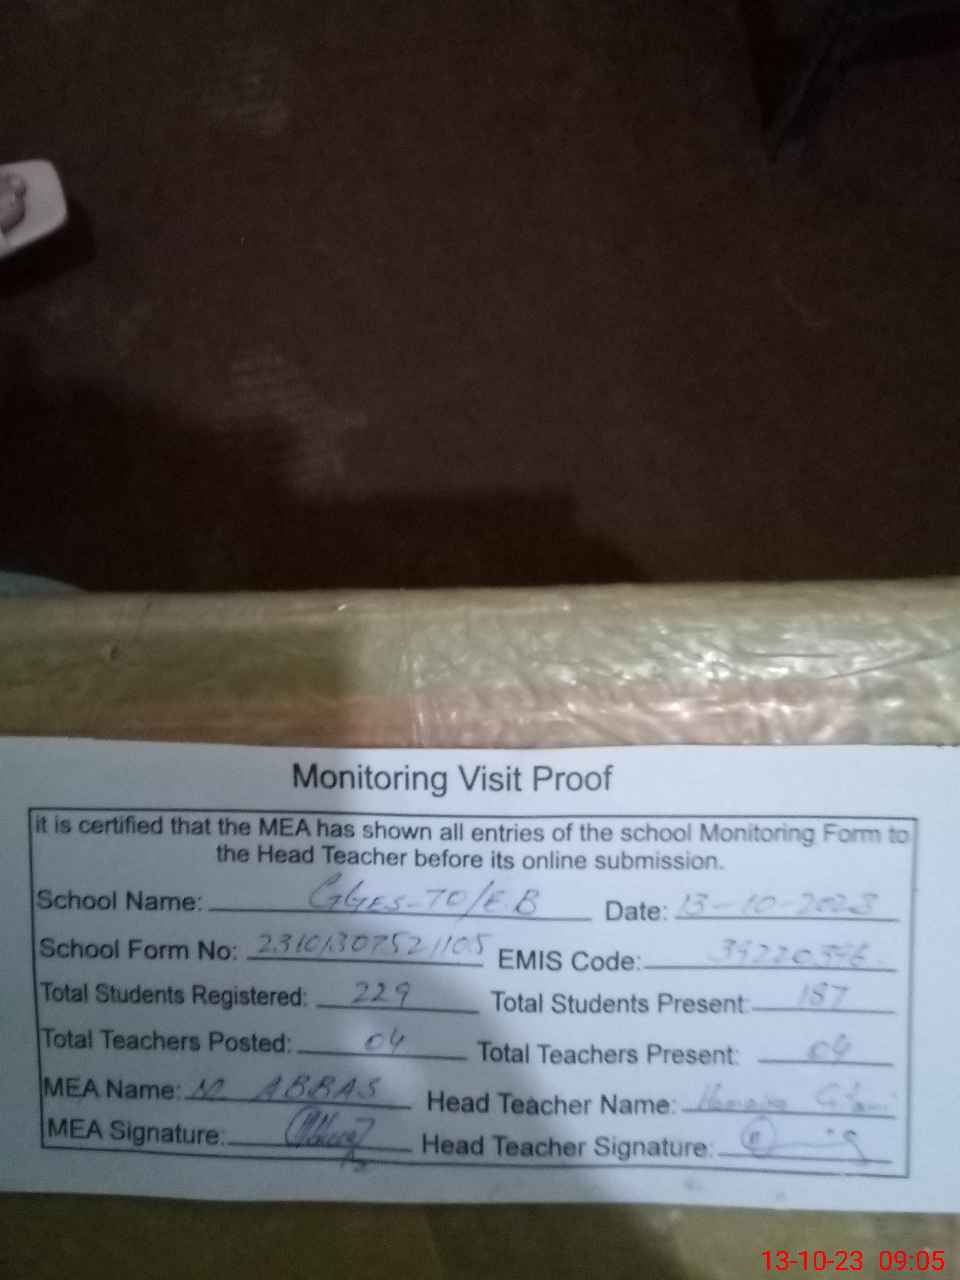 Monitoring Visit Proof
it is certified that the MEA has shown all entries of the school Monitoring Form to
the Head Teacher before its online submission.
School Name: GGES-70/E.B Date: 13-10-2023
School Form No: EMIS Code:
Total Students Registered: 229 Total Students Present: 187
Total Teachers Posted: 04 Total Teachers Present: 04
MEA Name: M ABBAS Head Teacher Name:
MEA Signature: Head Teacher Signature:
13-10-23 09:05